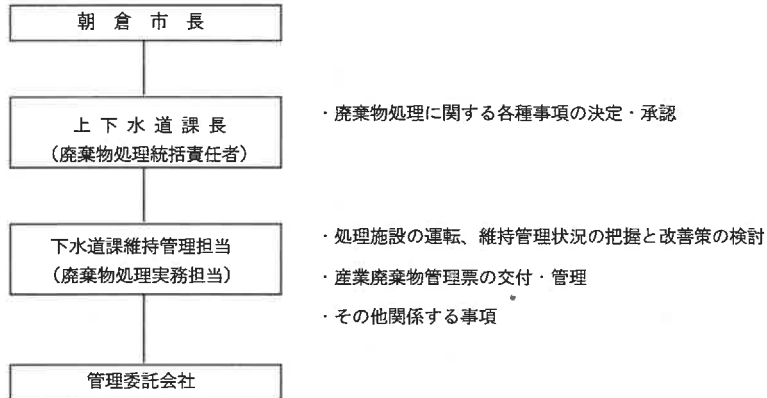 朝倉市長
上下水道課長
(廃棄物処理統括責任者)
・廃棄物処理に関する各種事項の決定・承認
下水道課維持管理担当
(廃棄物処理実務担当)
・処理施設の運転、維持管理状況の把握と改善策の検討
・産業廃棄物管理票の交付・管理
・その他関係する事項
管理委託会社